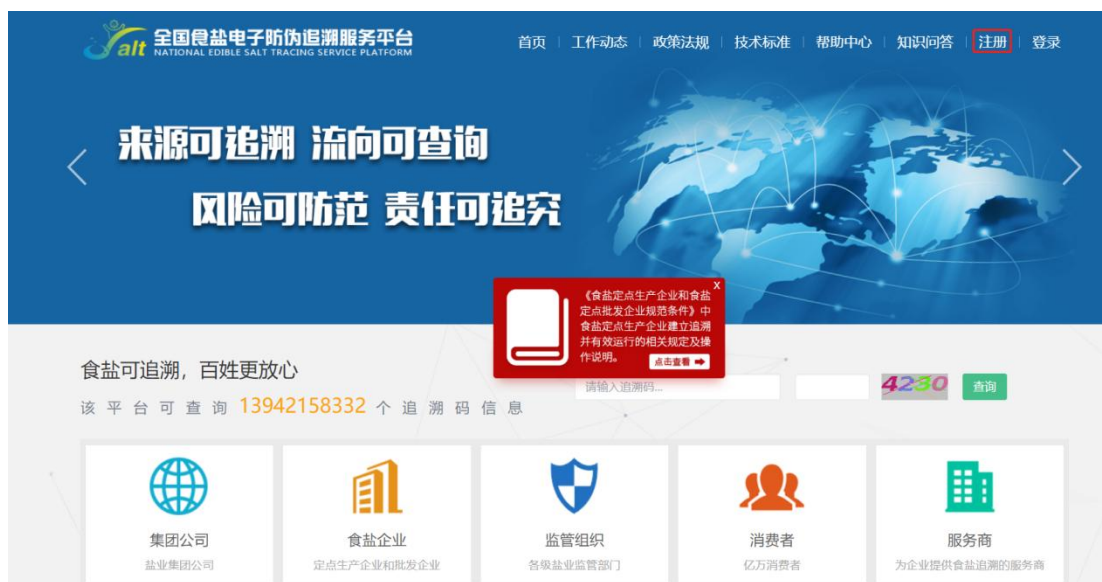 alt 全国食盐电子防伪追溯服务平台
NATIONAL EDIBLE SALT TRACING SERVICE PLATFORM
首页 | 工作动态 | 政策法规 | 技术标准 | 帮助中心 | 知识问答 | 注册 | 登录
来源可追溯 流向可查询
风险可防范 责任可追究
X
《食盐定点生产企业和食盐
定点批发企业规范条件》中
食盐定点生产企业建立追溯
并有效运行的相关规定及操
作说明。 点击查看
食盐可追溯，百姓更放心
请输入追溯码...
4230
查询
该平台可查询 13942158332 个追溯码信息
集团公司
盐业集团公司
食盐企业
定点生产企业和批发企业
监管组织
各级盐业监管部门
消费者
亿万消费者
服务商
为企业提供食盐追溯的服务商